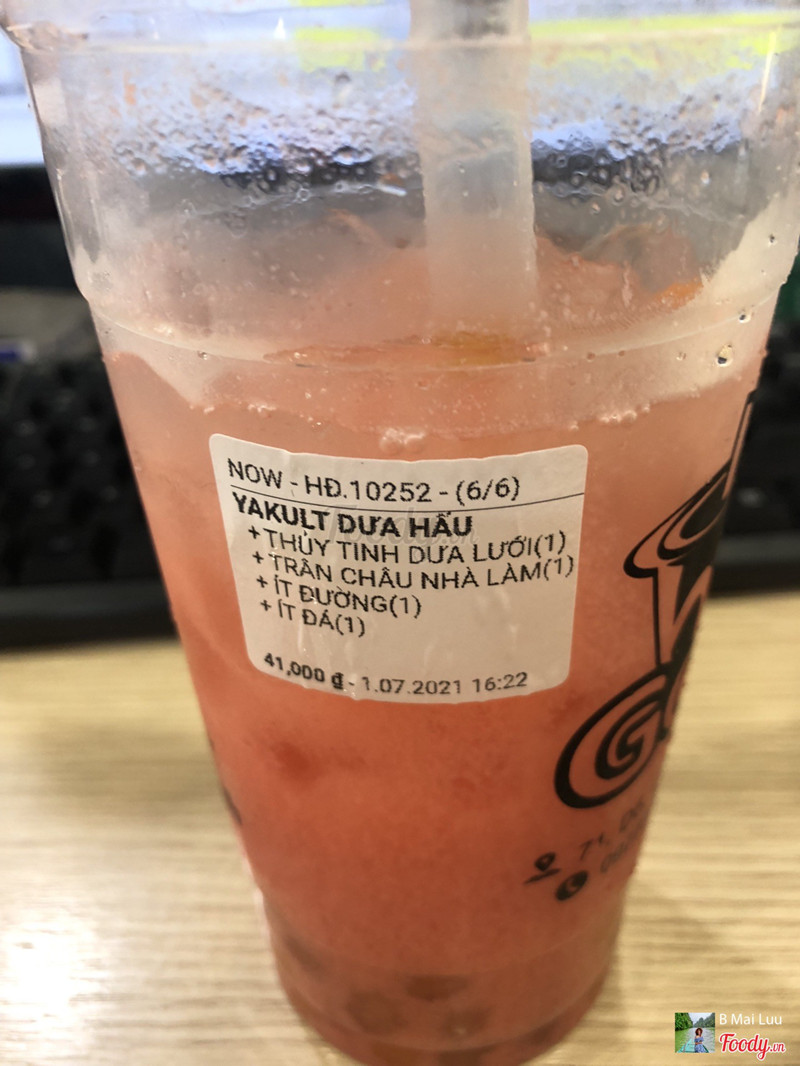 NOW - HĐ.10252 - (6/6)
YAKULT DƯA HẤU
+ THỦY TINH DƯA LƯỚI(1)
+ TRÂN CHÂU NHÀ LÀM(1)
+ ÍT ĐƯỜNG(1)
+ ÍT ĐÁ(1)
41,000 ₫ - 1.07.2021 16:22
B Mai Luu
Foody.vn